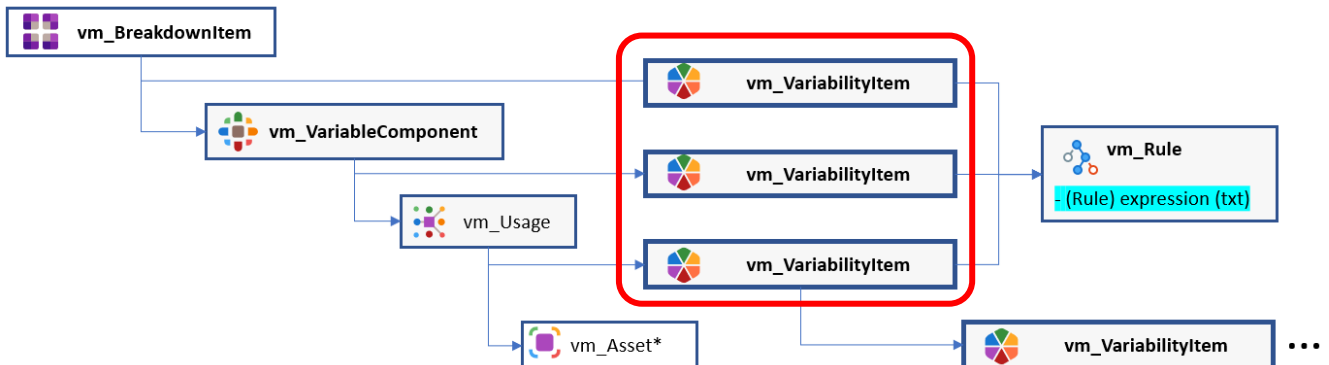 vm_BreakdownItem
vm_VariabilityItem
vm_VariableComponent
vm_Rule
- (Rule) expression (txt)
vm_VariabilityItem
vm_Usage
vm_VariabilityItem
vm_Asset*
vm_VariabilityItem
...